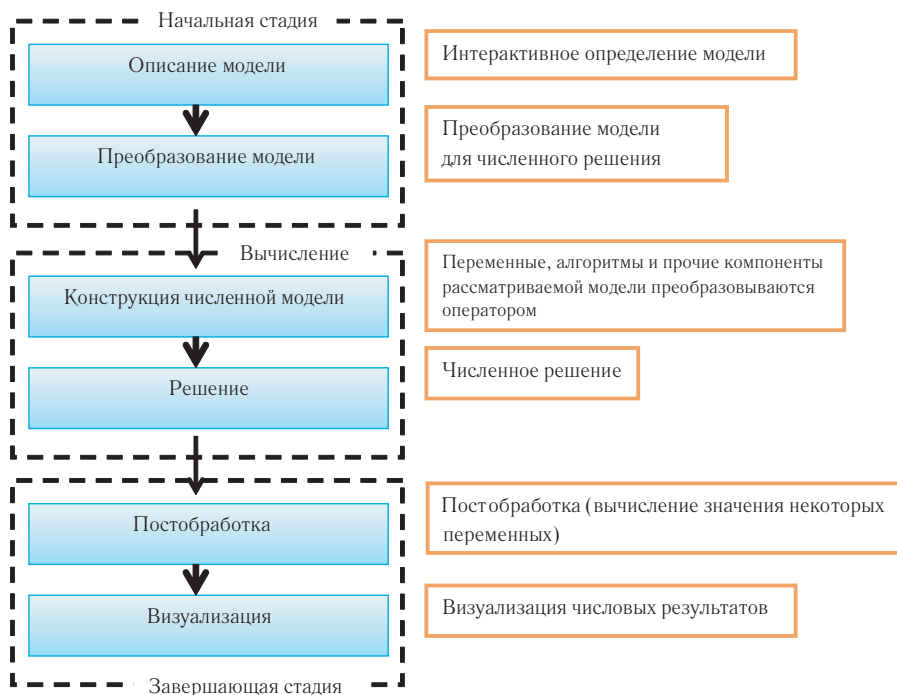 Начальная стадия
Описание модели
Интерактивное определение модели
Преобразование модели
Преобразование модели
для численного решения
Вычисление
Конструкция численной модели
Переменные, алгоритмы и прочие компоненты
рассматриваемой модели преобразовываются
оператором
Решение
Численное решение
Постобработка
Постобработка (вычисление значения некоторых
переменных)
Визуализация
Визуализация числовых результатов
Завершающая стадия